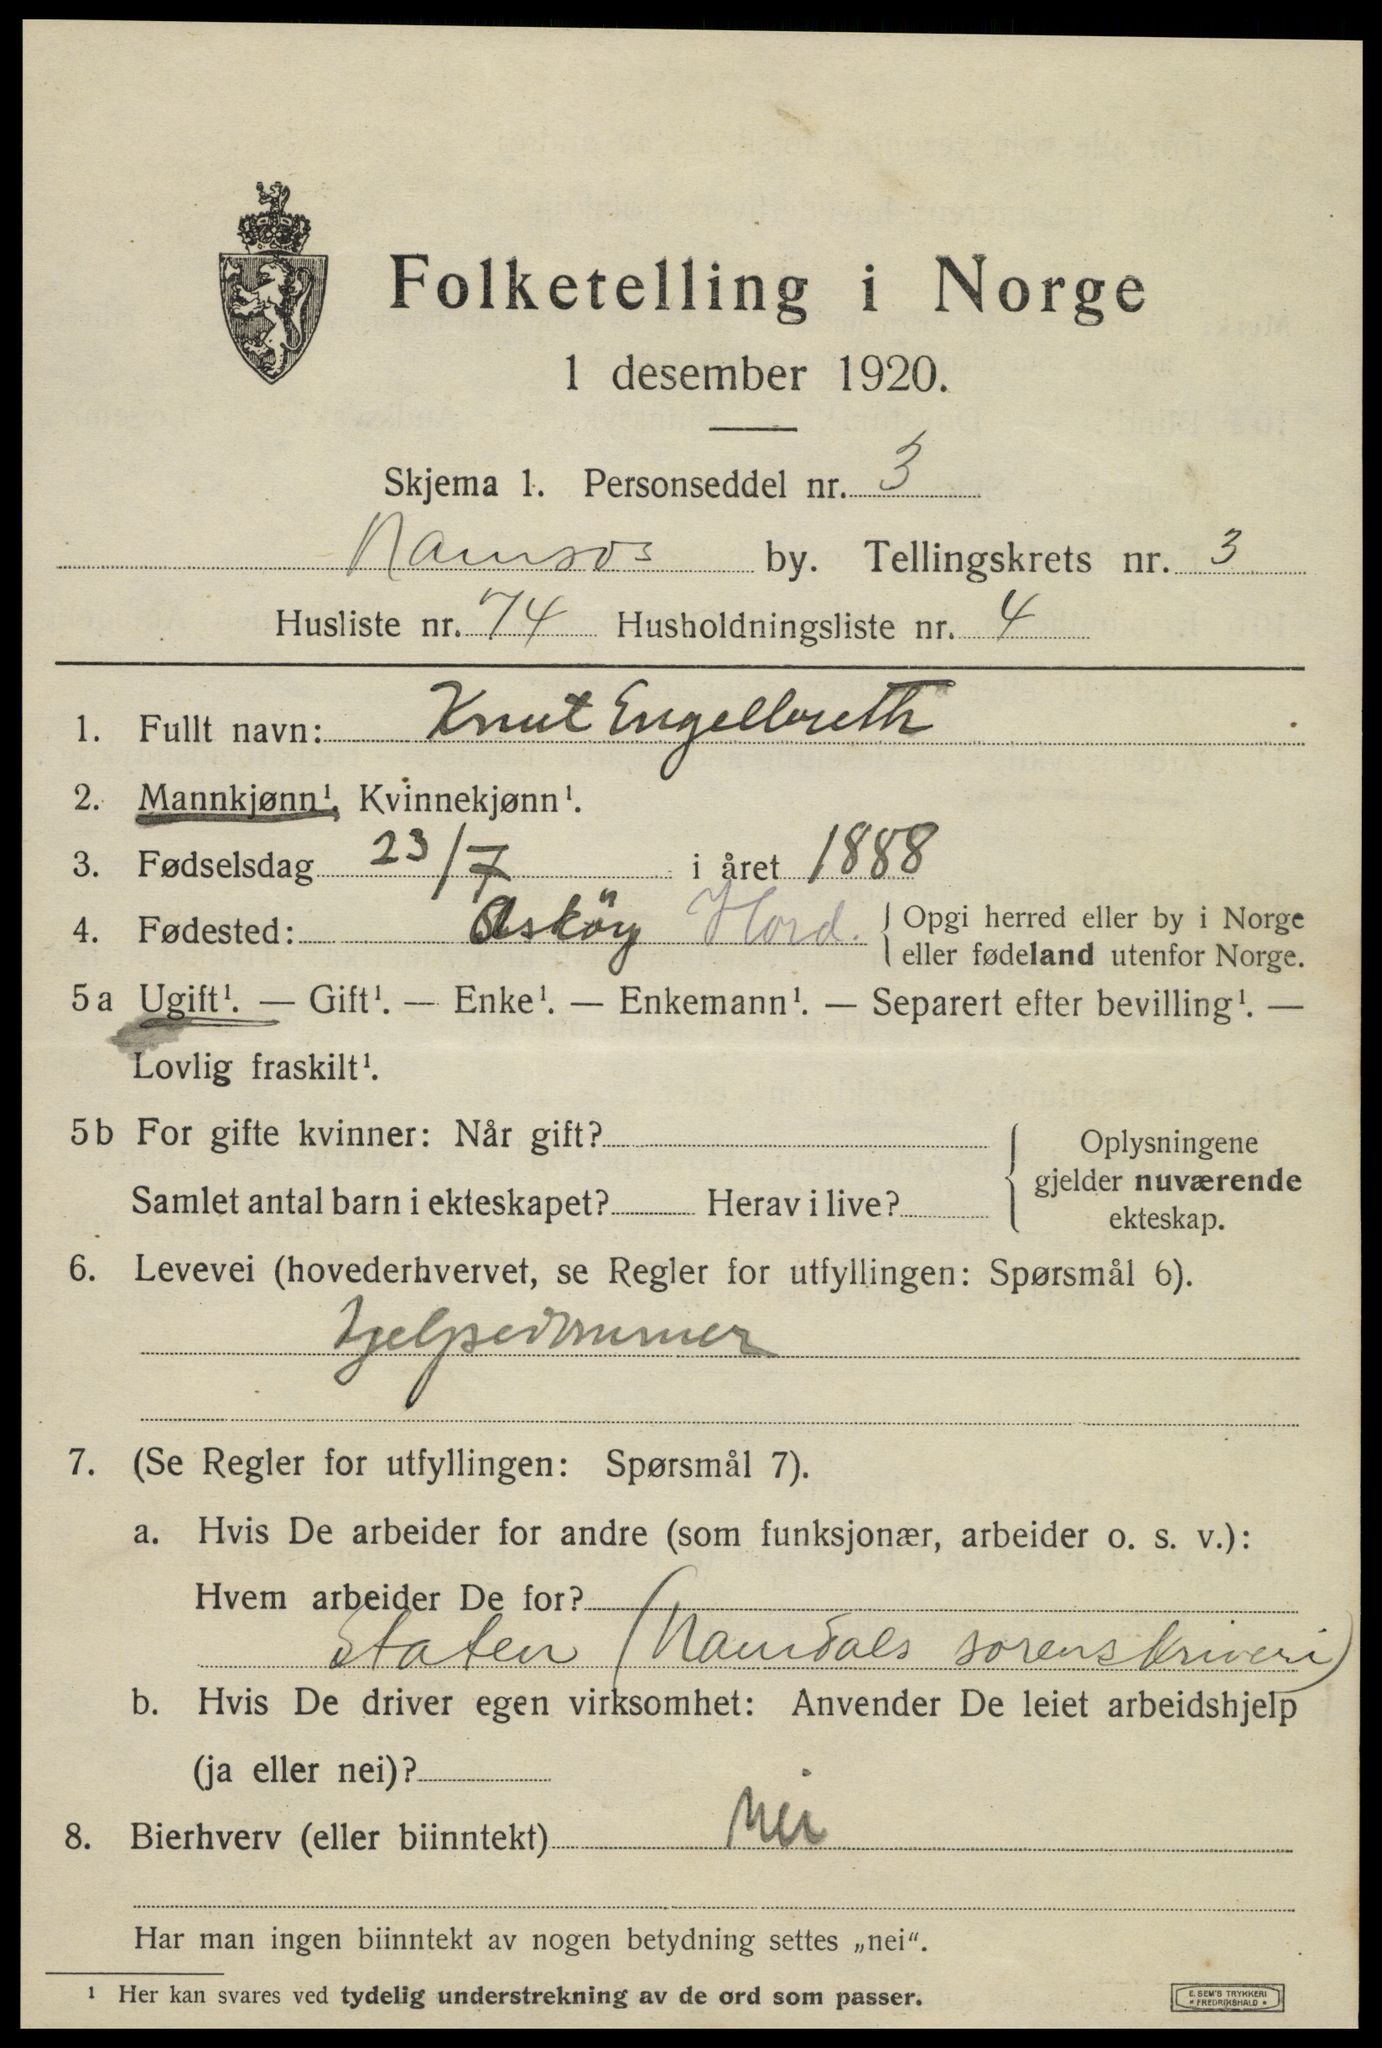 Folketelling i Norge
1 desember 1920.
Skjema 1. Personseddel nr. 3
Namsos by. Tellingskrets nr. 3
Husliste nr. 74 Husholdningsliste nr. 4
1. Fullt navn: Knut Engelbreth
2. Mannkjønn¹, Kvinnekjønn¹.
3. Fødselsdag 23/7 i året 1888
4. Fødested: Asköy Hord. { Opgi herred eller by i Norge
eller fødeland utenfor Norge.
5a Ugift¹. — Gift¹. — Enke¹. — Enkemann¹. — Separert efter bevilling¹. —
Lovlig fraskilt¹.
5b For gifte kvinner: Når gift?
Samlet antal barn i ekteskapet? Herav i live?
{ Oplysningene
gjelder nuværende
ekteskap.
6. Levevei (hovederhvervet, se Regler for utfyllingen: Spørsmål 6).
hjelpedommer
7. (Se Regler for utfyllingen: Spørsmål 7).
a. Hvis De arbeider for andre (som funksjonær, arbeider o. s. v.):
Hvem arbeider De for?
Staten (Namdals sorenskriveri)
b. Hvis De driver egen virksomhet: Anvender De leiet arbeidshjelp
(ja eller nei)?
8. Bierhverv (eller biinntekt) Nei
Har man ingen biinntekt av nogen betydning settes „nei“.
¹ Her kan svares ved tydelig understrekning av de ord som passer.
E. SEM'S TRYKKERI
* FREDRIKSHALD *